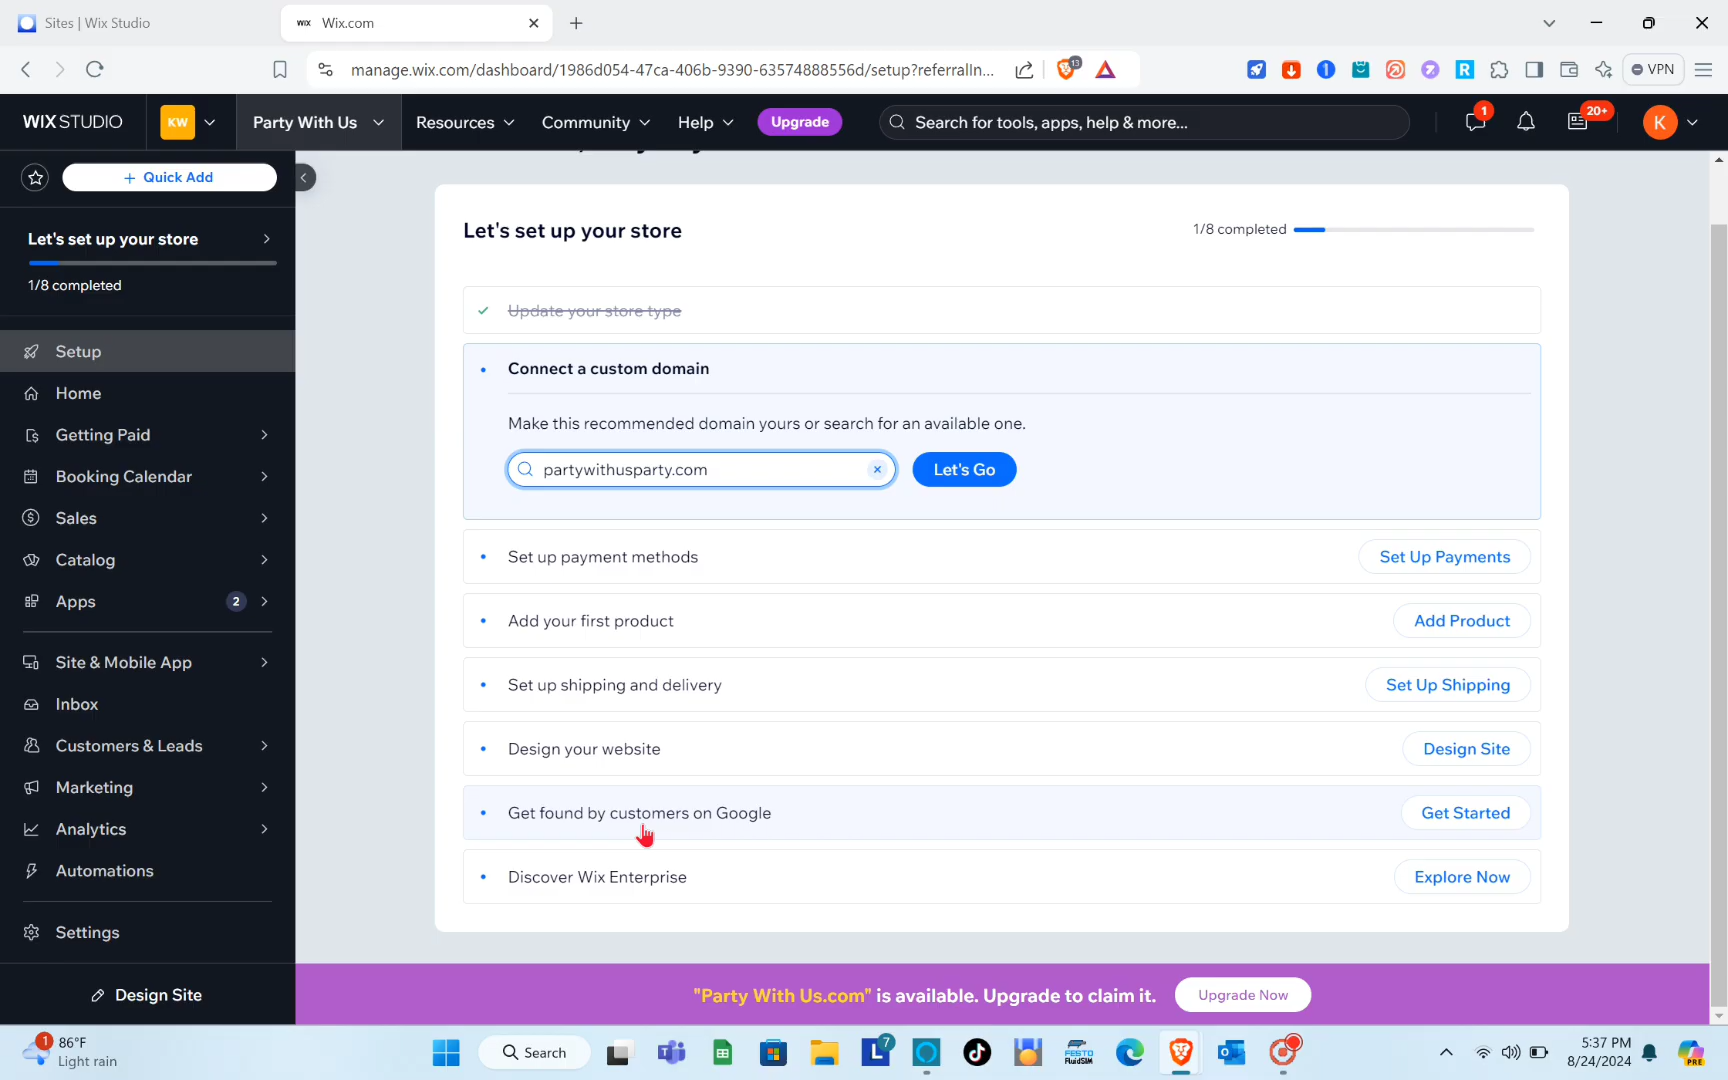 Sites | Wix Studio
WIX Wix.com
manage.wix.com/dashboard/1986d054-47ca-406b-9390-63574888556d/setup?referralIn...
13
VPN
WIX STUDIO
KW
Party With Us
Resources
Community
Help
Upgrade
Search for tools, apps, help & more...
1
20+
K
+ Quick Add
Let's set up your store
1/8 completed
Setup
Home
Getting Paid
Booking Calendar
Sales
Catalog
Apps 2
Site & Mobile App
Inbox
Customers & Leads
Marketing
Analytics
Automations
Settings
Design Site
Let's set up your store
1/8 completed
Update your store type
Connect a custom domain
Make this recommended domain yours or search for an available one.
partywithusparty.com
Let's Go
Set up payment methods
Set Up Payments
Add your first product
Add Product
Set up shipping and delivery
Set Up Shipping
Design your website
Design Site
Get found by customers on Google
Get Started
Discover Wix Enterprise
Explore Now
"Party With Us.com" is available. Upgrade to claim it.
Upgrade Now
1
86°F
Light rain
Search
L 7
FESTO
FluidSIM
5:37 PM
8/24/2024
PRE